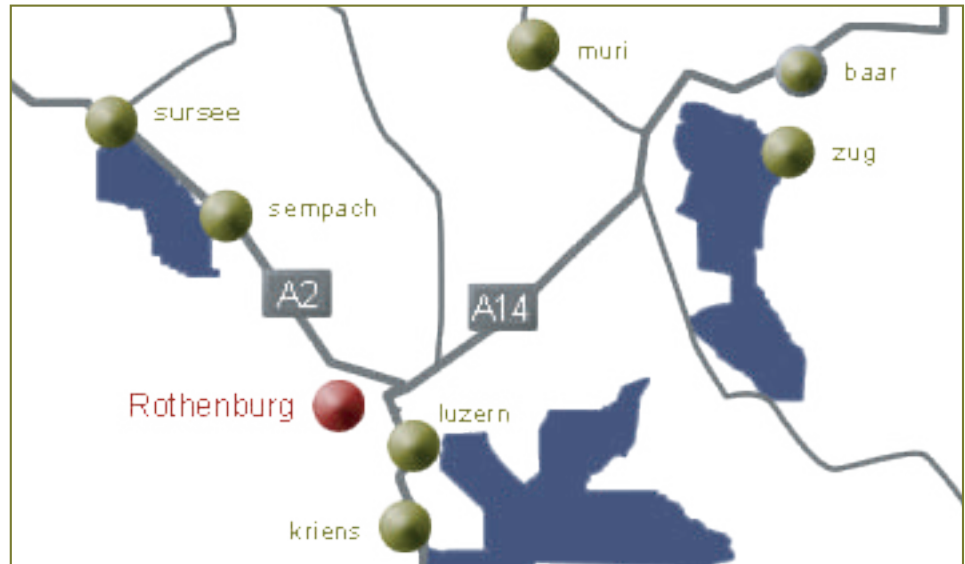 muri
baar
sursee
zug
sempach
A2
A14
Rothenburg
luzern
kriens